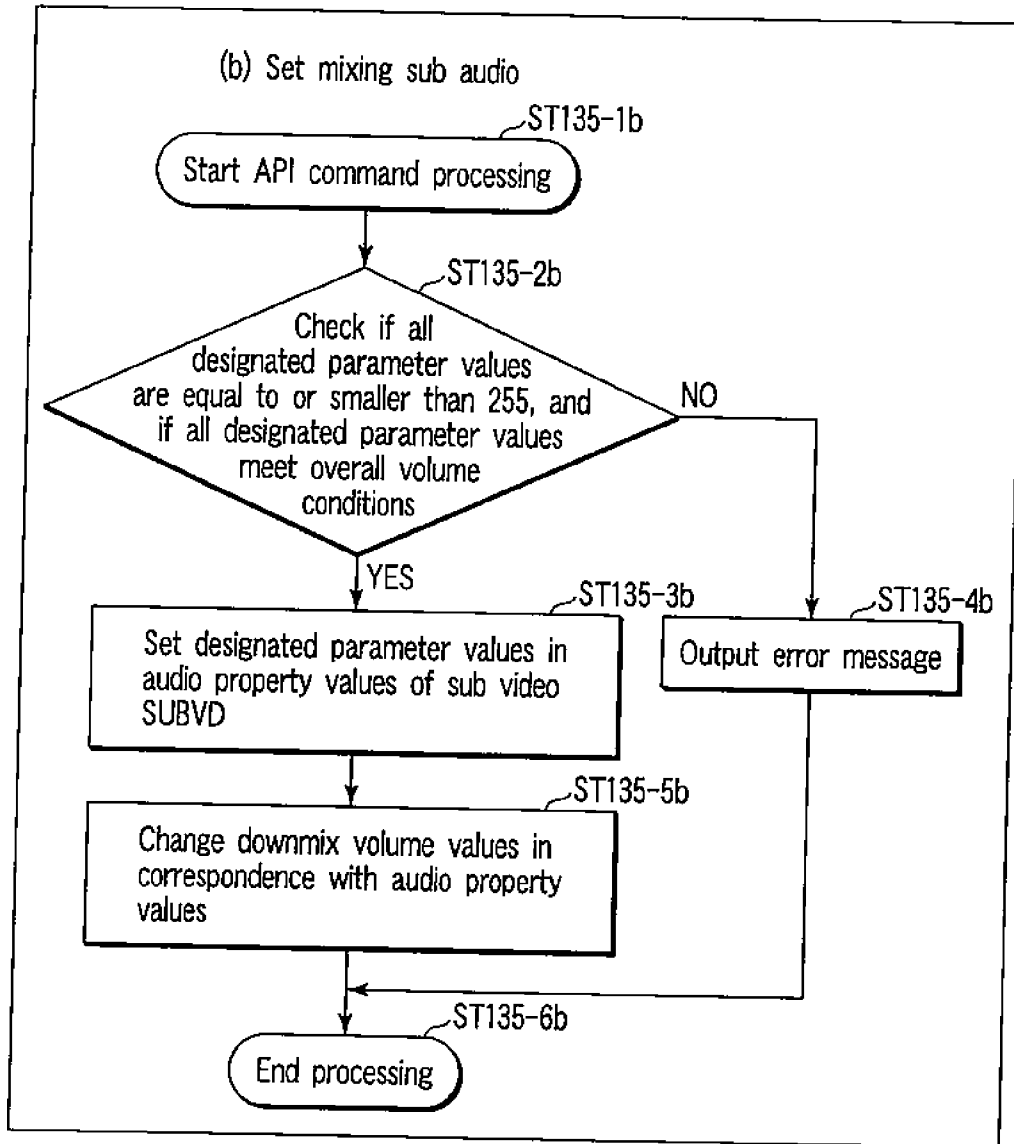 (b) Set mixing sub audio
ST135-1b
Start API command processing
ST135-2b
Check if all
designated parameter values
are equal to or smaller than 255, and
if all designated parameter values
meet overall volume
conditions
NO
YES
ST135-3b
Set designated parameter values in
audio property values of sub video
SUBVD
ST135-4b
Output error message
ST135-5b
Change downmix volume values in
correspondence with audio property
values
ST135-6b
End processing